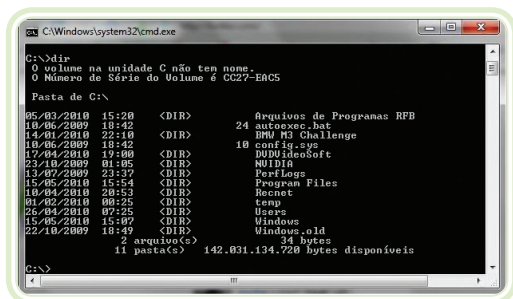 C:\Windows\system32\cmd.exe
C:\>dir
O volume na unidade C não tem nome.
O Número de Série do Volume é CC27-EAC5
Pasta de C:\
05/03/2010 15:20 <DIR> Arquivos de Programas RFB
10/06/2009 18:42 24 autoexec.bat
14/01/2010 22:10 <DIR> BMW M3 Challenge
10/06/2009 18:42 10 config.sys
17/04/2010 19:00 <DIR> DVDVideoSoft
23/10/2009 01:05 <DIR> NVIDIA
13/07/2009 23:37 <DIR> PerfLogs
15/05/2010 15:54 <DIR> Program Files
10/04/2010 20:53 <DIR> Recnet
01/02/2010 00:25 <DIR> temp
26/04/2010 07:25 <DIR> Users
15/05/2010 15:07 <DIR> Windows
22/10/2009 18:49 <DIR> Windows.old
2 arquivo(s) 34 bytes
11 pasta(s) 142.031.134.720 bytes disponíveis
C:\>